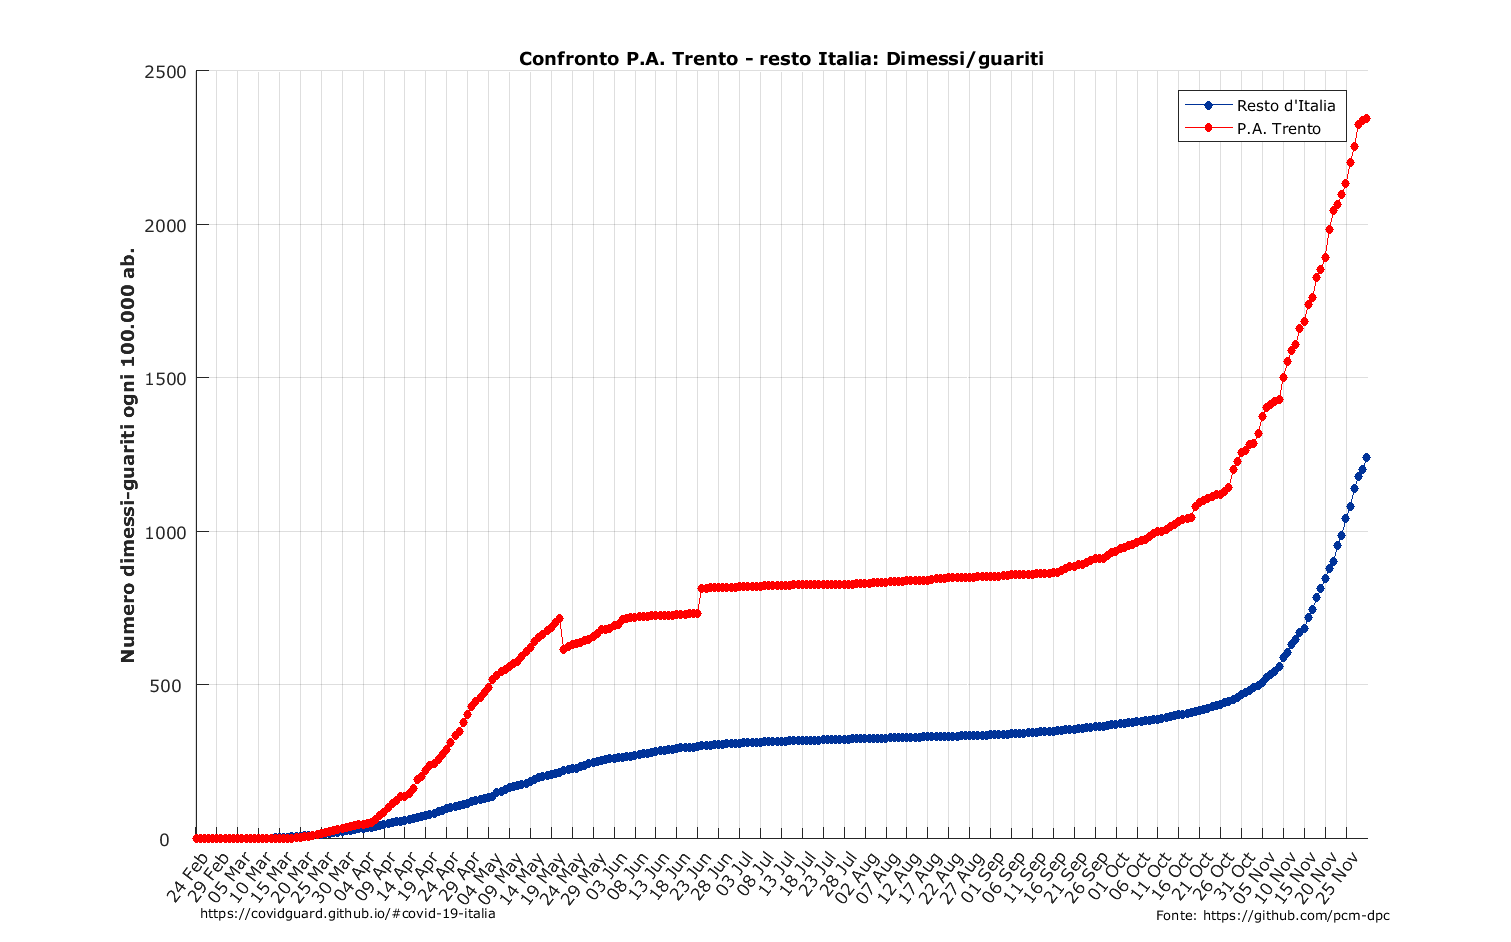 Confronto P.A. Trento - resto Italia: Dimessi/guariti
Resto d'Italia
P.A. Trento
Numero dimessi-guariti ogni 100.000 ab.
2500
2000
1500
1000
500
0
24 Feb
29 Feb
05 Mar
10 Mar
15 Mar
20 Mar
25 Mar
30 Mar
04 Apr
09 Apr
14 Apr
19 Apr
24 Apr
29 Apr
04 May
09 May
14 May
19 May
24 May
29 May
03 Jun
08 Jun
13 Jun
18 Jun
23 Jun
28 Jun
03 Jul
08 Jul
13 Jul
18 Jul
23 Jul
28 Jul
02 Aug
07 Aug
12 Aug
17 Aug
22 Aug
27 Aug
01 Sep
06 Sep
11 Sep
16 Sep
21 Sep
26 Sep
01 Oct
06 Oct
11 Oct
16 Oct
21 Oct
26 Oct
31 Oct
05 Nov
10 Nov
15 Nov
20 Nov
25 Nov
https://covidguard.github.io/#covid-19-italia
Fonte: https://github.com/pcm-dpc